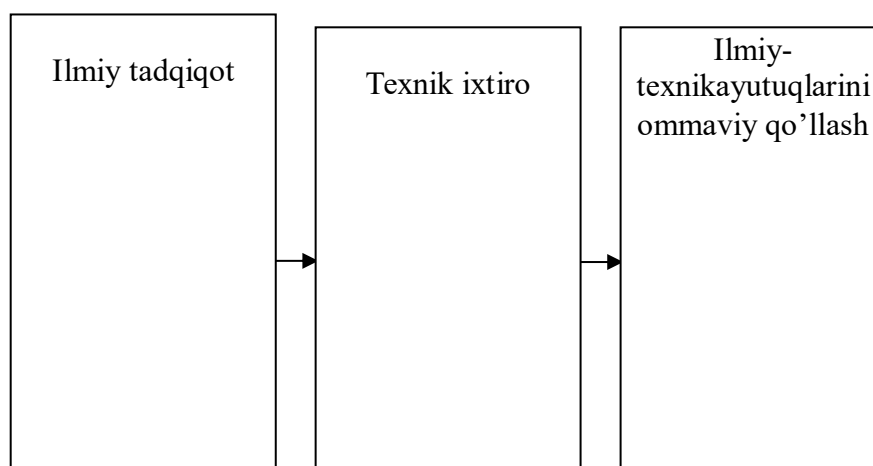 Ilmiy tadqiqot
Texnik ixtiro
Ilmiy-
texnikayutuqlarini
ommaviy qo’llash